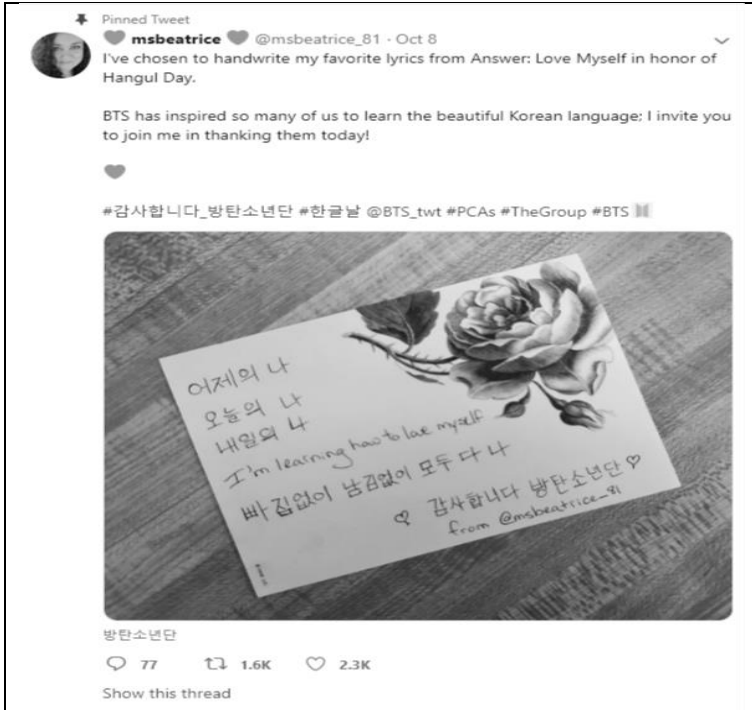 Pinned Tweet
msbeatrice @msbeatrice_81 · Oct 8
I've chosen to handwrite my favorite lyrics from Answer: Love Myself in honor of
Hangul Day.
BTS has inspired so many of us to learn the beautiful Korean language; I invite you
to join me in thanking them today!
#감사합니다_방탄소년단 #한글날 @BTS_twt #PCAs #TheGroup #BTS
어제의 나
오늘의 나
내일의 나
I'm learning how to love myself
빠짐없이 남김없이 모두 다 나
감사합니다 방탄소년단
from @msbeatrice_81
방탄소년단
77 1.6K 2.3K
Show this thread